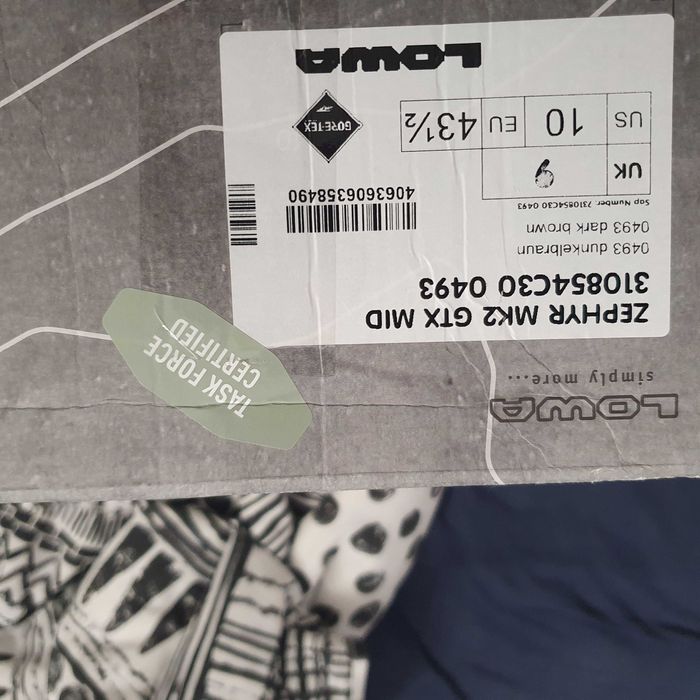 LOWA
simply more...
TASK FORCE
CERTIFIED
ZEPHYR MK2 GTX MID
310854C30 0493
0493 dunkelbraun
0493 dark brown
Sap Number: 7310854C30 0493
4063606358490
UK 9
US 10 EU 43½
GORE-TEX
LOWA